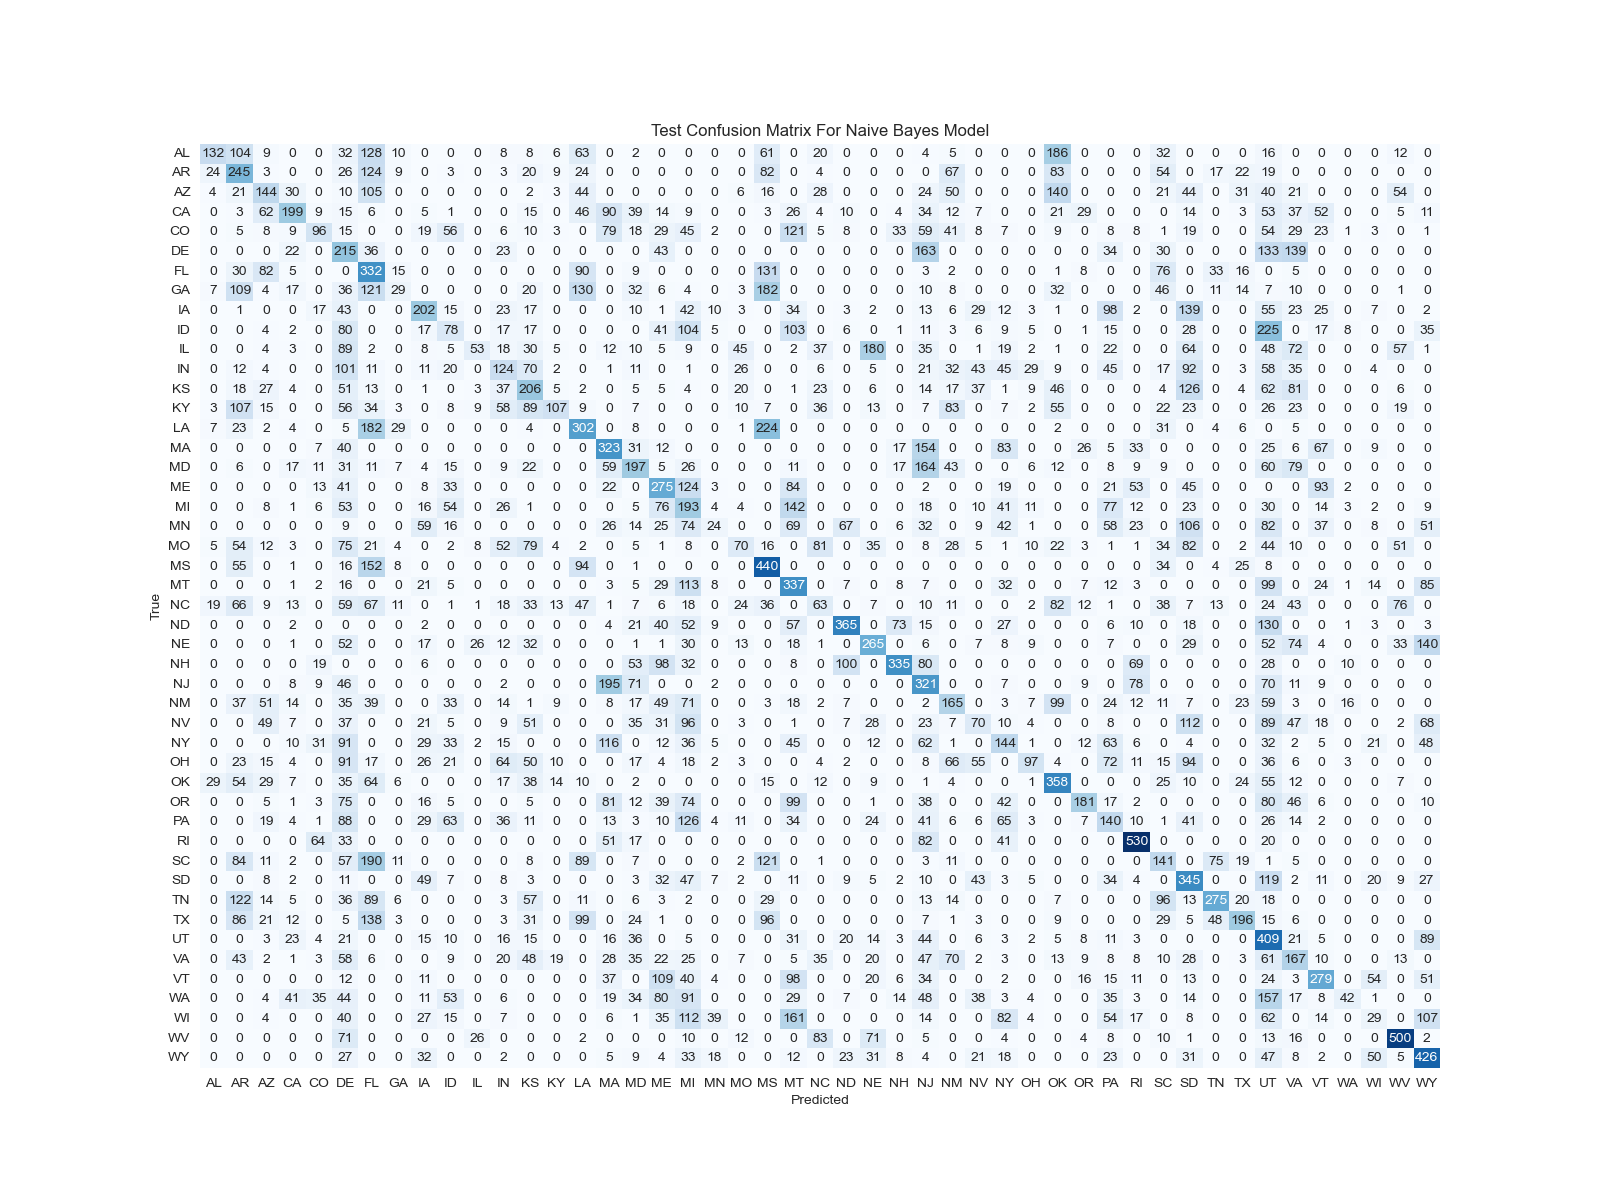 Test Confusion Matrix For Naive Bayes Model
AL 132 104 9 0 0 32 128 10 0 0 0 8 8 6 63 0 2 0 0 0 0 61 0 20 0 0 0 4 5 0 0 0 186 0 0 0 32 0 0 0 16 0 0 0 0 12 0
AR 24 245 3 0 0 26 124 9 0 3 0 3 20 9 24 0 0 0 0 0 0 82 0 4 0 0 0 0 67 0 0 0 83 0 0 0 54 0 17 22 19 0 0 0 0 0 0
AZ 4 21 144 30 0 10 105 0 0 0 0 0 2 3 44 0 0 0 0 0 6 16 0 28 0 0 0 24 50 0 0 0 140 0 0 0 21 44 0 31 40 21 0 0 0 54 0
CA 0 3 62 199 9 15 6 0 5 1 0 0 15 0 46 90 39 14 9 0 0 3 26 4 10 0 4 34 12 7 0 0 21 29 0 0 0 14 0 3 53 37 52 0 0 5 11
CO 0 5 8 9 96 15 0 0 19 56 0 6 10 3 0 79 18 29 45 2 0 0 121 5 8 0 33 59 41 8 7 0 9 0 8 8 1 19 0 0 54 29 23 1 3 0 1
DE 0 0 0 22 0 215 36 0 0 0 0 23 0 0 0 0 0 43 0 0 0 0 0 0 0 0 0 163 0 0 0 0 0 0 34 0 30 0 0 0 133 139 0 0 0 0 0
FL 0 30 82 5 0 0 332 15 0 0 0 0 0 0 90 0 9 0 0 0 0 131 0 0 0 0 0 3 2 0 0 0 1 8 0 0 76 0 33 16 0 5 0 0 0 0 0
GA 7 109 4 17 0 36 121 29 0 0 0 0 20 0 130 0 32 6 4 0 3 182 0 0 0 0 0 10 8 0 0 0 32 0 0 0 46 0 11 14 7 10 0 0 0 1 0
IA 0 1 0 0 17 43 0 0 202 15 0 23 17 0 0 0 10 1 42 10 3 0 34 0 3 2 0 13 6 29 12 3 1 0 98 2 0 139 0 0 55 23 25 0 7 0 2
ID 0 0 4 2 0 80 0 0 17 78 0 17 17 0 0 0 0 41 104 5 0 0 103 0 6 0 1 11 3 6 9 5 0 1 15 0 0 28 0 0 225 0 17 8 0 0 35
IL 0 0 4 3 0 89 2 0 8 5 53 18 30 5 0 12 10 5 9 0 45 0 2 37 0 180 0 35 0 1 19 2 1 0 22 0 0 64 0 0 48 72 0 0 0 57 1
IN 0 12 4 0 0 101 11 0 11 20 0 124 70 2 0 1 11 0 1 0 26 0 0 6 0 5 0 21 32 43 45 29 9 0 45 0 17 92 0 3 58 35 0 0 4 0 0
KS 0 18 27 4 0 51 13 0 1 0 3 37 206 5 2 0 5 5 4 0 20 0 1 23 0 6 0 14 17 37 1 9 46 0 0 0 4 126 0 4 62 81 0 0 0 6 0
KY 3 107 15 0 0 56 34 3 0 8 9 58 89 107 9 0 7 0 0 0 10 7 0 36 0 13 0 7 83 0 7 2 55 0 0 0 22 23 0 0 26 23 0 0 0 19 0
LA 7 23 2 4 0 5 182 29 0 0 0 0 4 0 302 0 8 0 0 0 1 224 0 0 0 0 0 0 0 0 0 0 2 0 0 0 31 0 4 6 0 5 0 0 0 0 0
MA 0 0 0 0 7 40 0 0 0 0 0 0 0 0 0 323 31 12 0 0 0 0 0 0 0 0 17 154 0 0 83 0 0 26 5 33 0 0 0 0 25 6 67 0 9 0 0
MD 0 6 0 17 11 31 11 7 4 15 0 9 22 0 0 59 197 5 26 0 0 0 11 0 0 0 17 164 43 0 0 6 12 0 8 9 9 0 0 0 60 79 0 0 0 0 0
ME 0 0 0 0 13 41 0 0 8 33 0 0 0 0 0 22 0 275 124 3 0 0 84 0 0 0 0 2 0 0 19 0 0 0 21 53 0 45 0 0 0 0 93 2 0 0 0
MI 0 0 8 1 6 53 0 0 16 54 0 26 1 0 0 0 5 76 193 4 4 0 142 0 0 0 0 18 0 10 41 11 0 0 77 12 0 23 0 0 30 0 14 3 2 0 9
MN 0 0 0 0 0 9 0 0 59 16 0 0 0 0 0 26 14 25 74 24 0 0 69 0 67 0 6 32 0 9 42 1 0 0 58 23 0 106 0 0 82 0 37 0 8 0 51
MO 5 54 12 3 0 75 21 4 0 2 8 52 79 4 2 0 5 1 8 0 70 16 0 81 0 35 0 8 28 5 1 10 22 3 1 1 34 82 0 2 44 10 0 0 0 51 0
MS 0 55 0 1 0 16 152 8 0 0 0 0 0 0 94 0 1 0 0 0 0 440 0 0 0 0 0 0 0 0 0 0 0 0 0 0 34 0 4 25 8 0 0 0 0 0 0
MT 0 0 0 1 2 16 0 0 21 5 0 0 0 0 0 3 5 29 113 8 0 0 337 0 7 0 8 7 0 0 32 0 0 7 12 3 0 0 0 0 99 0 24 1 14 0 85
NC 19 66 9 13 0 59 67 11 0 1 1 18 33 13 47 1 7 6 18 0 24 36 0 63 0 7 0 10 11 0 0 2 82 12 1 0 38 7 13 0 24 43 0 0 0 76 0
ND 0 0 0 2 0 0 0 0 2 0 0 0 0 0 0 4 21 40 52 9 0 0 57 0 365 0 73 15 0 0 27 0 0 0 6 10 0 18 0 0 130 0 0 1 3 0 3
NE 0 0 0 1 0 52 0 0 17 0 26 12 32 0 0 0 1 1 30 0 13 0 18 1 0 265 0 6 0 7 8 9 0 0 7 0 0 29 0 0 52 74 4 0 0 33 140
NH 0 0 0 0 19 0 0 0 6 0 0 0 0 0 0 0 53 98 32 0 0 0 8 0 100 0 335 80 0 0 0 0 0 0 0 69 0 0 0 0 28 0 0 10 0 0 0
NJ 0 0 0 8 9 46 0 0 0 0 0 2 0 0 0 195 71 0 0 2 0 0 0 0 0 0 0 321 0 0 7 0 0 9 0 78 0 0 0 0 70 11 9 0 0 0 0
NM 0 37 51 14 0 35 39 0 0 33 0 14 1 9 0 8 17 49 71 0 0 3 18 2 7 0 0 2 165 0 3 7 99 0 24 12 11 7 0 23 59 3 0 16 0 0 0
NV 0 0 49 7 0 37 0 0 21 5 0 9 51 0 0 0 35 31 96 0 3 0 1 0 7 28 0 23 7 70 10 4 0 0 8 0 0 112 0 0 89 47 18 0 0 2 68
NY 0 0 0 10 31 91 0 0 29 33 2 15 0 0 0 116 0 12 36 5 0 0 45 0 0 12 0 62 1 0 144 1 0 12 63 6 0 4 0 0 32 2 5 0 21 0 48
OH 0 23 15 4 0 91 17 0 26 21 0 64 50 10 0 0 17 4 18 2 3 0 0 4 2 0 0 8 66 55 0 97 4 0 72 11 15 94 0 0 36 6 0 3 0 0 0
OK 29 54 29 7 0 35 64 6 0 0 0 17 38 14 10 0 2 0 0 0 0 15 0 12 0 9 0 1 4 0 0 1 358 0 0 0 25 10 0 24 55 12 0 0 0 7 0
OR 0 0 5 1 3 75 0 0 16 5 0 0 5 0 0 81 12 39 74 0 0 0 99 0 0 1 0 38 0 0 42 0 0 181 17 2 0 0 0 0 80 46 6 0 0 0 10
PA 0 0 19 4 1 88 0 0 29 63 0 36 11 0 0 13 3 10 126 4 11 0 34 0 0 24 0 41 6 6 65 3 0 7 140 10 1 41 0 0 26 14 2 0 0 0 0
RI 0 0 0 0 64 33 0 0 0 0 0 0 0 0 0 51 17 0 0 0 0 0 0 0 0 0 0 82 0 0 41 0 0 0 0 530 0 0 0 0 20 0 0 0 0 0 0
SC 0 84 11 2 0 57 190 11 0 0 0 0 8 0 89 0 7 0 0 0 2 121 0 1 0 0 0 3 11 0 0 0 0 0 0 0 141 0 75 19 1 5 0 0 0 0 0
SD 0 0 8 2 0 11 0 0 49 7 0 8 3 0 0 0 3 32 47 7 2 0 11 0 9 5 2 10 0 43 3 5 0 0 34 4 0 345 0 0 119 2 11 0 20 9 27
TN 0 122 14 5 0 36 89 6 0 0 0 3 57 0 11 0 6 3 2 0 0 29 0 0 0 0 0 13 14 0 0 0 7 0 0 0 96 13 275 20 18 0 0 0 0 0 0
TX 0 86 21 12 0 5 138 3 0 0 0 3 31 0 99 0 24 1 0 0 0 96 0 0 0 0 0 7 1 3 0 0 9 0 0 0 29 5 48 196 15 6 0 0 0 0 0
UT 0 0 3 23 4 21 0 0 15 10 0 16 15 0 0 16 36 0 5 0 0 0 31 0 20 14 3 44 0 6 3 2 5 8 11 3 0 0 0 0 409 21 5 0 0 0 89
VA 0 43 2 1 3 58 6 0 0 9 0 20 48 19 0 28 35 22 25 0 7 0 5 35 0 20 0 47 70 2 3 0 13 9 8 8 10 28 0 3 61 167 10 0 0 13 0
VT 0 0 0 0 0 12 0 0 11 0 0 0 0 0 0 37 0 109 40 4 0 0 98 0 0 20 6 34 0 0 2 0 0 16 15 11 0 13 0 0 24 3 279 0 54 0 51
WA 0 0 4 41 35 44 0 0 11 53 0 6 0 0 0 19 34 80 91 0 0 0 29 0 7 0 14 48 0 38 3 4 0 0 35 3 0 14 0 0 157 17 8 42 1 0 0
WI 0 0 4 0 0 40 0 0 27 15 0 7 0 0 0 6 1 35 112 39 0 0 161 0 0 0 0 14 0 0 82 4 0 0 54 17 0 8 0 0 62 0 14 0 29 0 107
WV 0 0 0 0 0 71 0 0 0 0 26 0 0 0 2 0 0 0 10 0 12 0 0 83 0 71 0 5 0 0 4 0 0 4 8 0 10 1 0 0 13 16 0 0 0 500 2
WY 0 0 0 0 0 27 0 0 32 0 0 2 0 0 0 5 9 4 33 18 0 0 12 0 23 31 8 4 0 21 18 0 0 0 23 0 0 31 0 0 47 8 2 0 50 5 426
True
AL AR AZ CA CO DE FL GA IA ID IL IN KS KY LA MA MD ME MI MN MO MS MT NC ND NE NH NJ NM NV NY OH OK OR PA RI SC SD TN TX UT VA VT WA WI WV WY
Predicted